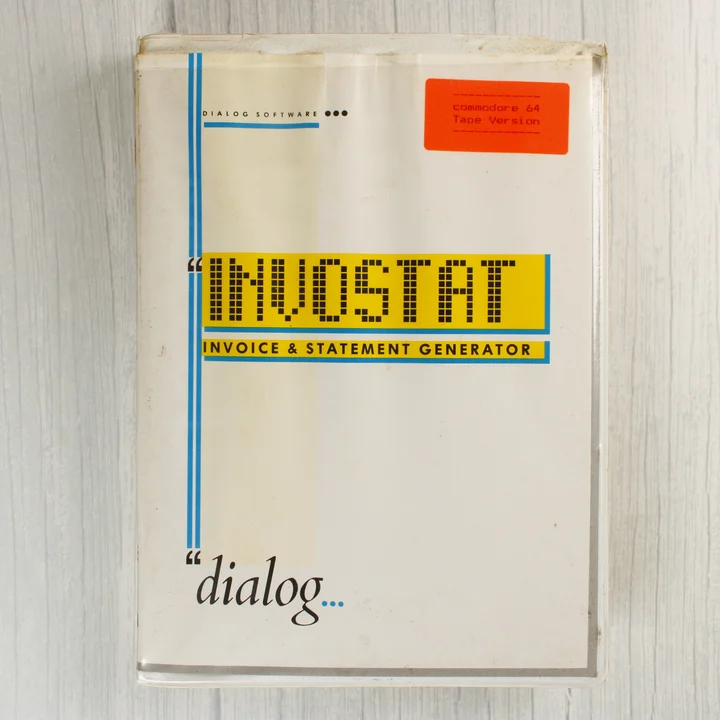 DIALOG SOFTWARE •••
commodore 64
Tape Version
“INVOSTAT
INVOICE & STATEMENT GENERATOR
“dialog...